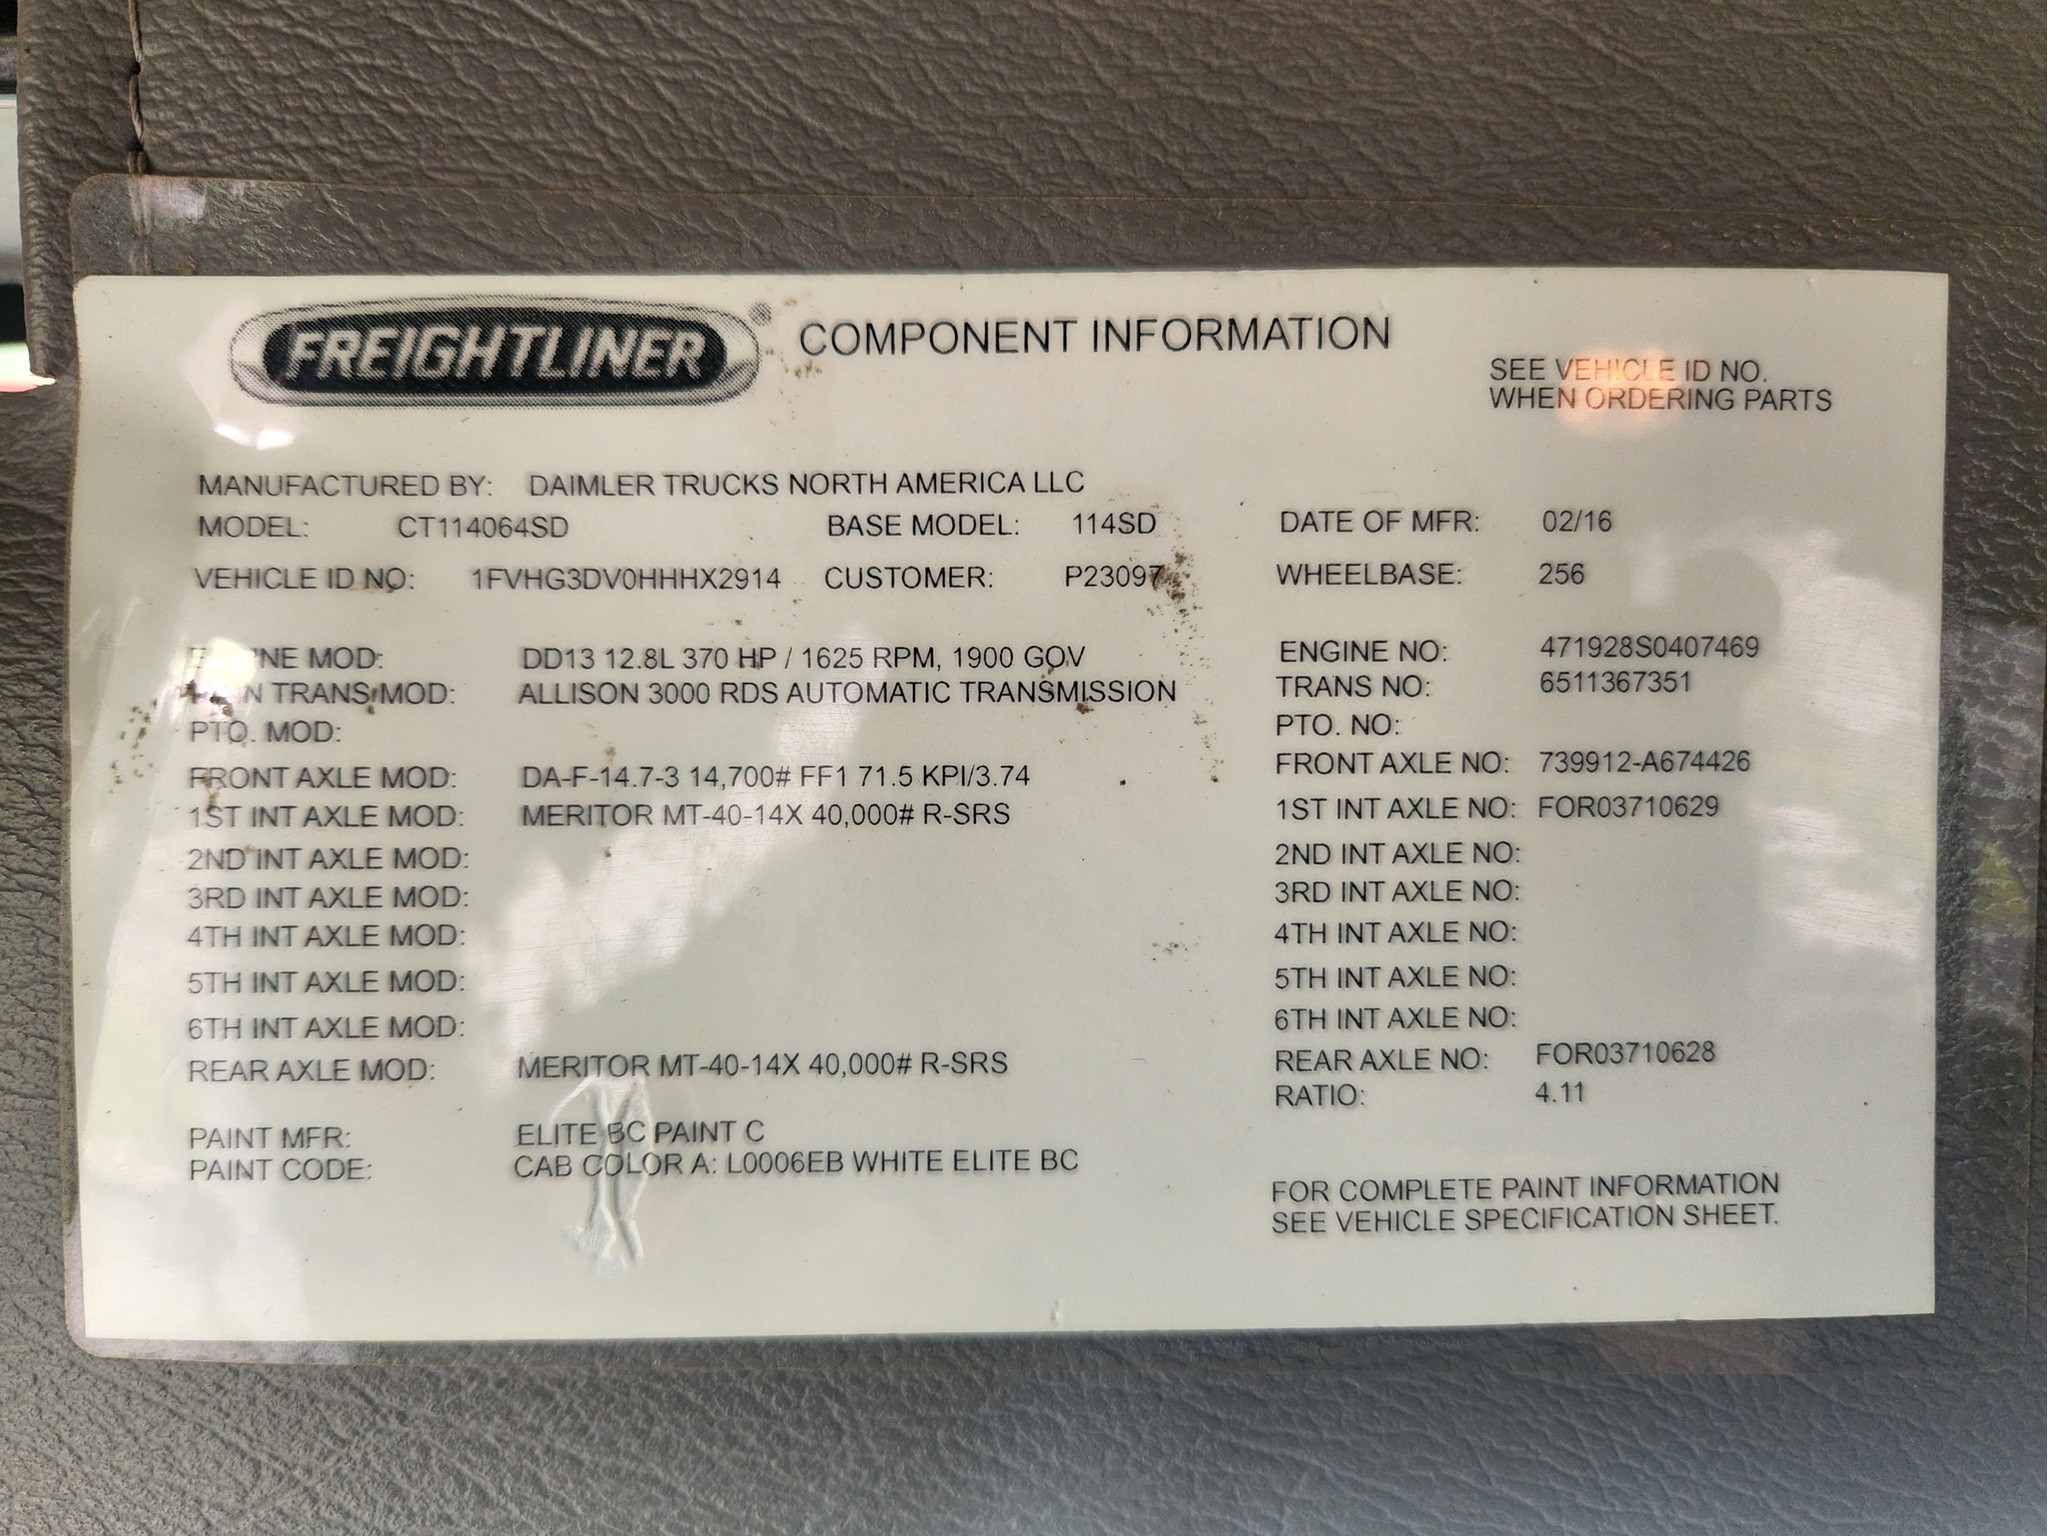 FREIGHTLINER® COMPONENT INFORMATION
SEE VEHICLE ID NO.
WHEN ORDERING PARTS
MANUFACTURED BY: DAIMLER TRUCKS NORTH AMERICA LLC
MODEL: CT114064SD BASE MODEL: 114SD DATE OF MFR: 02/16
VEHICLE ID NO: 1FVHG3DV0HHHX2914 CUSTOMER: P23097 WHEELBASE: 256
ENGINE MOD: DD13 12.8L 370 HP / 1625 RPM, 1900 GOV ENGINE NO: 471928S0407469
TRANS MOD: ALLISON 3000 RDS AUTOMATIC TRANSMISSION TRANS NO: 6511367351
PTO. MOD: PTO. NO:
FRONT AXLE MOD: DA-F-14.7-3 14,700# FF1 71.5 KPI/3.74 FRONT AXLE NO: 739912-A674426
1ST INT AXLE MOD: MERITOR MT-40-14X 40,000# R-SRS 1ST INT AXLE NO: FOR03710629
2ND INT AXLE MOD: 2ND INT AXLE NO:
3RD INT AXLE MOD: 3RD INT AXLE NO:
4TH INT AXLE MOD: 4TH INT AXLE NO:
5TH INT AXLE MOD: 5TH INT AXLE NO:
6TH INT AXLE MOD: 6TH INT AXLE NO:
REAR AXLE MOD: MERITOR MT-40-14X 40,000# R-SRS REAR AXLE NO: FOR03710628
RATIO: 4.11
PAINT MFR: ELITE BC PAINT C
PAINT CODE: CAB COLOR A: L0006EB WHITE ELITE BC
FOR COMPLETE PAINT INFORMATION
SEE VEHICLE SPECIFICATION SHEET.